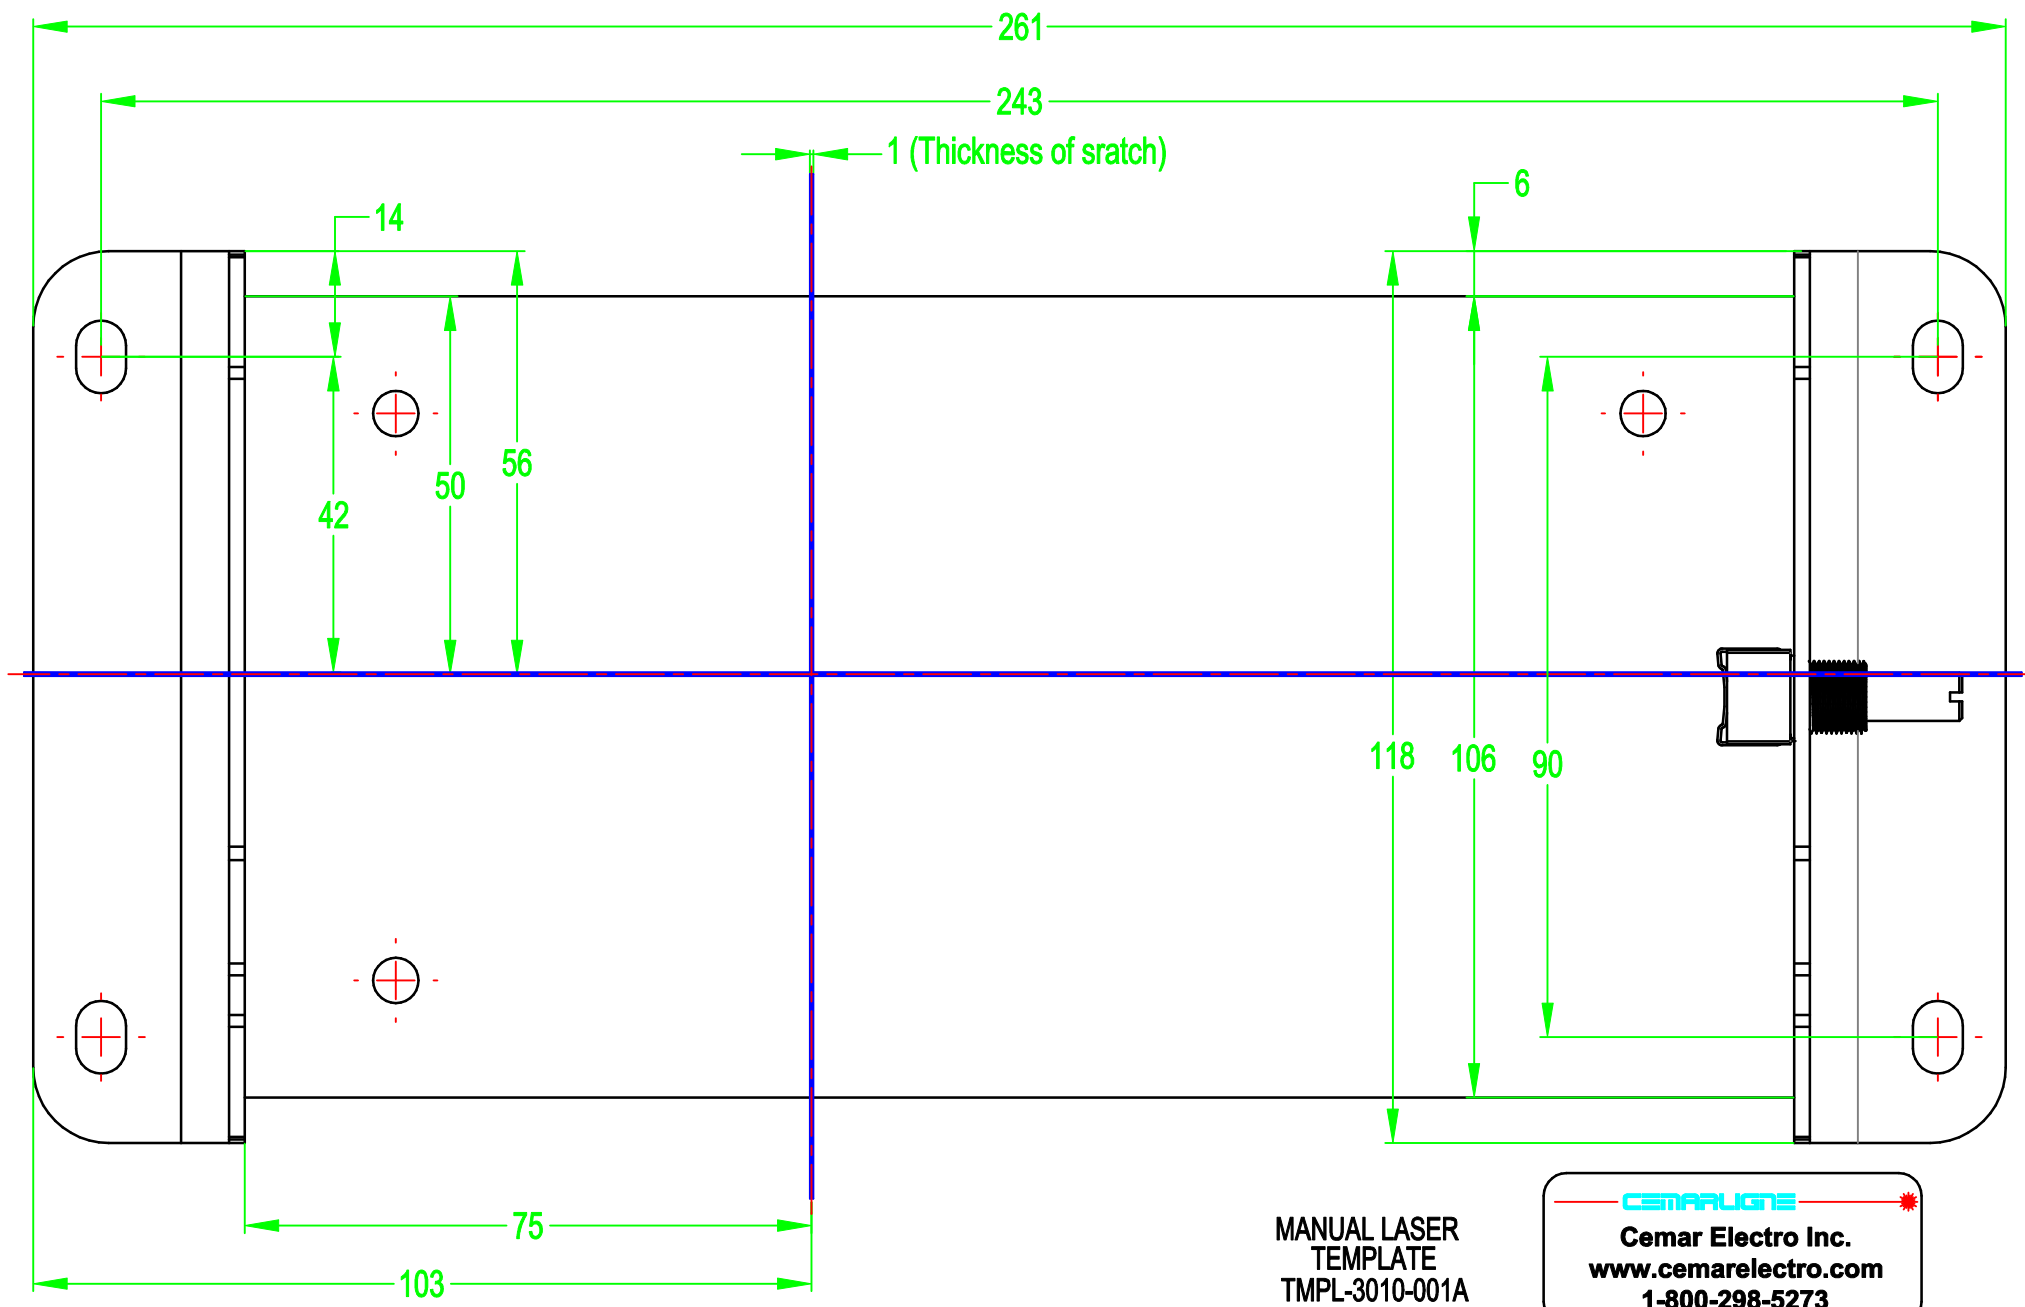 261
243
1 (Thickness of sratch)
6
14
56
50
42
118
106
90
75
103
MANUAL LASER
TEMPLATE
TMPL-3010-001A
CEMARLIGNE
Cemar Electro Inc.
www.cemarelectro.com
1-800-298-5273